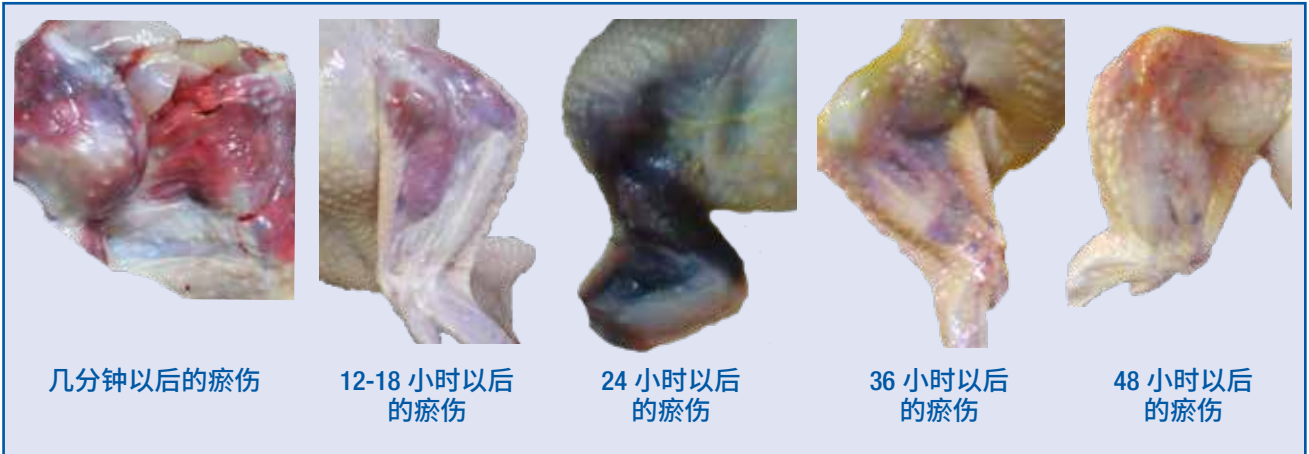 几分钟以后的瘀伤
12-18 小时以后
的瘀伤
24 小时以后
的瘀伤
36 小时以后
的瘀伤
48 小时以后
的瘀伤